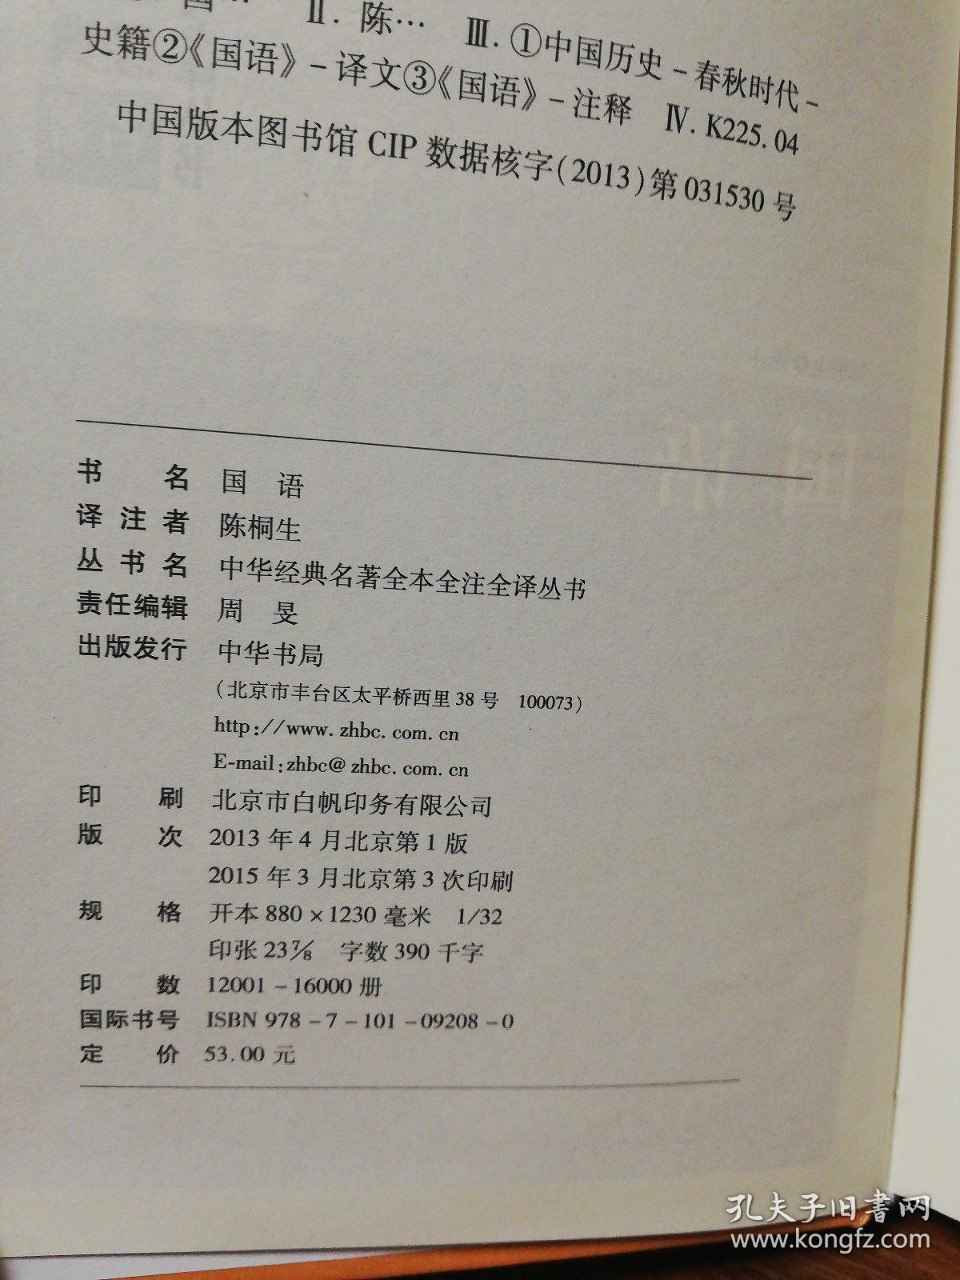 国… Ⅱ. 陈… Ⅲ. ①中国历史－春秋时代－
史籍②《国语》－译文③《国语》－注释 Ⅳ. K225.04
中国版本图书馆 CIP 数据核字(2013)第 031530 号
书 名 国 语
译注者 陈桐生
丛书名 中华经典名著全本全注全译丛书
责任编辑 周 旻
出版发行 中华书局
(北京市丰台区太平桥西里 38 号 100073)
http://www.zhbc.com.cn
E-mail:zhbc@zhbc.com.cn
印 刷 北京市白帆印务有限公司
版 次 2013 年 4 月北京第 1 版
2015 年 3 月北京第 3 次印刷
规 格 开本 880×1230 毫米 1/32
印张 23⅞ 字数 390 千字
印 数 12001－16000 册
国际书号 ISBN 978－7－101－09208－0
定 价 53.00 元
孔夫子旧书网
www.kongfz.com